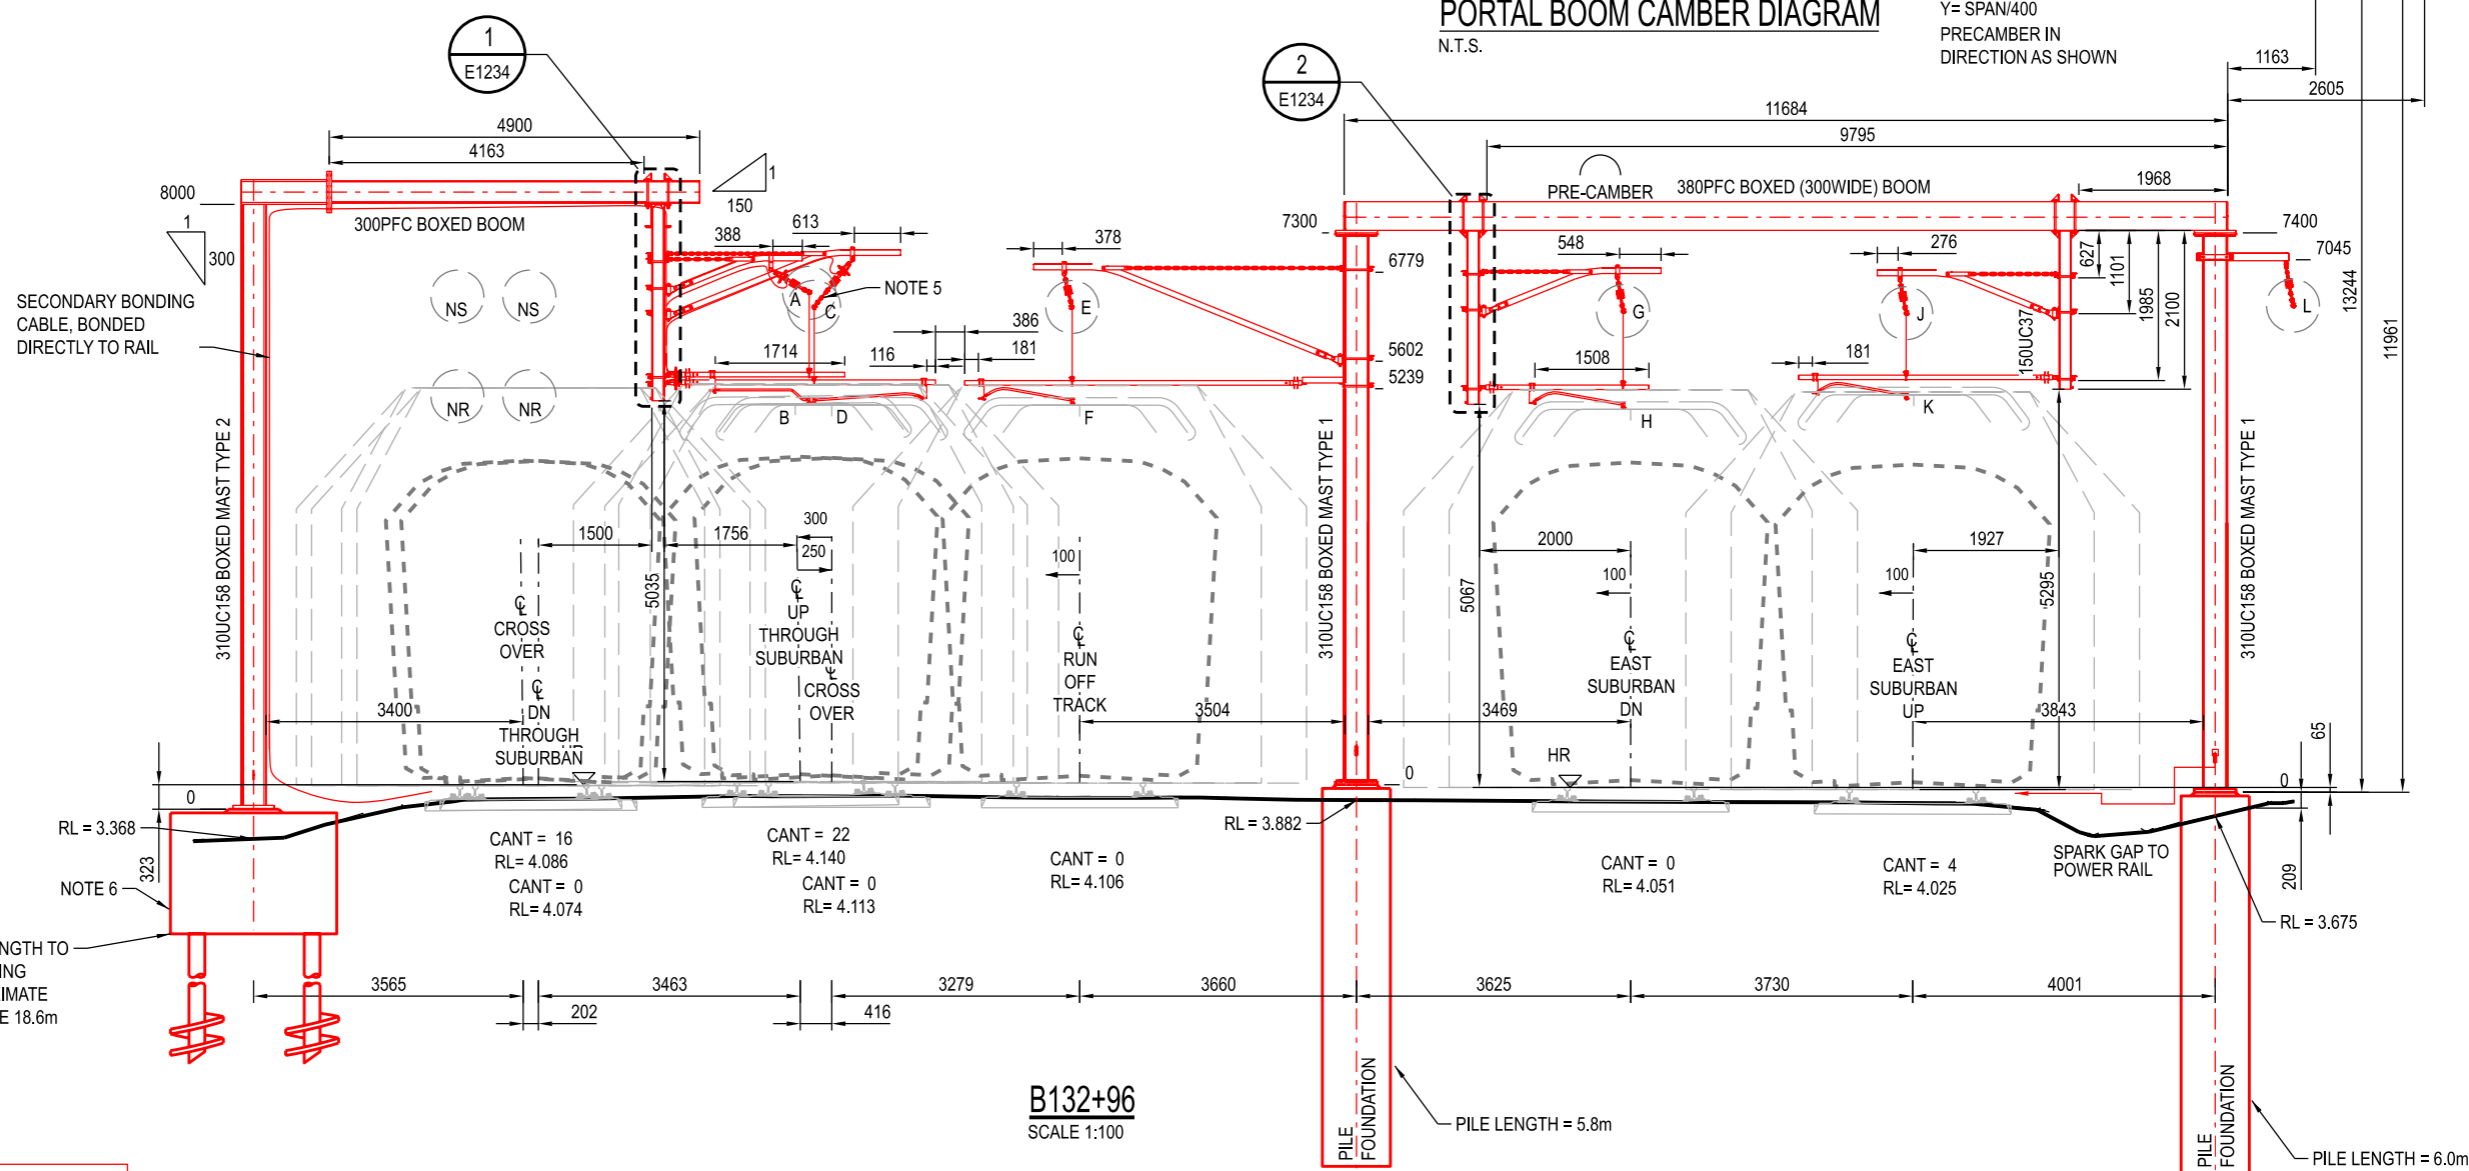 PORTAL BOOM CAMBER DIAGRAM
N.T.S.
Y= SPAN/400
PRECAMBER IN
DIRECTION AS SHOWN
1
E1234
2
E1234
1163
2605
11684
9795
4900
4163
1
150
8000
1
300
300PFC BOXED BOOM
PRE-CAMBER
380PFC BOXED (300WIDE) BOOM
1968
7300
7400
7045
SECONDARY BONDING
CABLE, BONDED
DIRECTLY TO RAIL
NS
NS
NR
NR
388
613
A
C
NOTE 5
378
E
6779
548
G
276
J
627
1101
1985
2100
L
13244
11961
1714
116
386
181
5602
5239
1508
181
150UC37
B
D
F
H
K
310UC158 BOXED MAST TYPE 2
310UC158 BOXED MAST TYPE 1
310UC158 BOXED MAST TYPE 1
1500
1756
300
250
100
2000
100
100
1927
5035
5067
5295
℄
CROSS
OVER
℄
DN
THROUGH
SUBURBAN
℄
UP
THROUGH
SUBURBAN
℄
CROSS
OVER
℄
RUN
OFF
TRACK
℄
EAST
SUBURBAN
DN
℄
EAST
SUBURBAN
UP
3400
3504
3469
3843
65
HR
0
0
0
RL = 3.368
323
NOTE 6
CANT = 16
RL= 4.086
CANT = 0
RL= 4.074
CANT = 22
RL= 4.140
CANT = 0
RL= 4.113
CANT = 0
RL= 4.106
RL = 3.882
CANT = 0
RL= 4.051
CANT = 4
RL= 4.025
SPARK GAP TO
POWER RAIL
209
RL = 3.675
NGTH TO
ING
IMATE
E 18.6m
3565
3463
3279
3660
3625
3730
4001
202
416
PILE
FOUNDATION
PILE
FOUNDATION
B132+96
SCALE 1:100
PILE LENGTH = 5.8m
PILE LENGTH = 6.0m